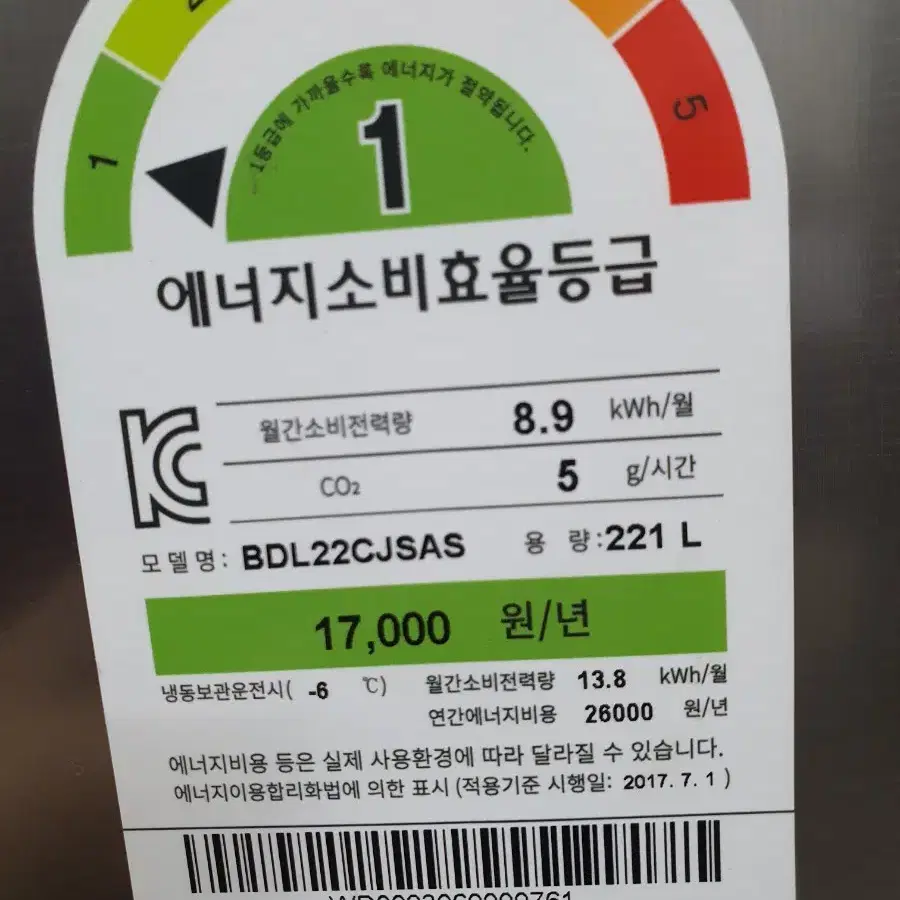 1
5
1등급에 가까울수록 에너지가 절약됩니다.
1
에너지소비효율등급
월간소비전력량 8.9 kWh/월
CO₂ 5 g/시간
모델명: BDL22CJSAS 용 량:221 L
17,000 원/년
냉동보관운전시( -6 ℃) 월간소비전력량 13.8 kWh/월
연간에너지비용 26000 원/년
에너지비용 등은 실제 사용환경에 따라 달라질 수 있습니다.
에너지이용합리화법에 의한 표시 (적용기준 시행일: 2017. 7. 1 )